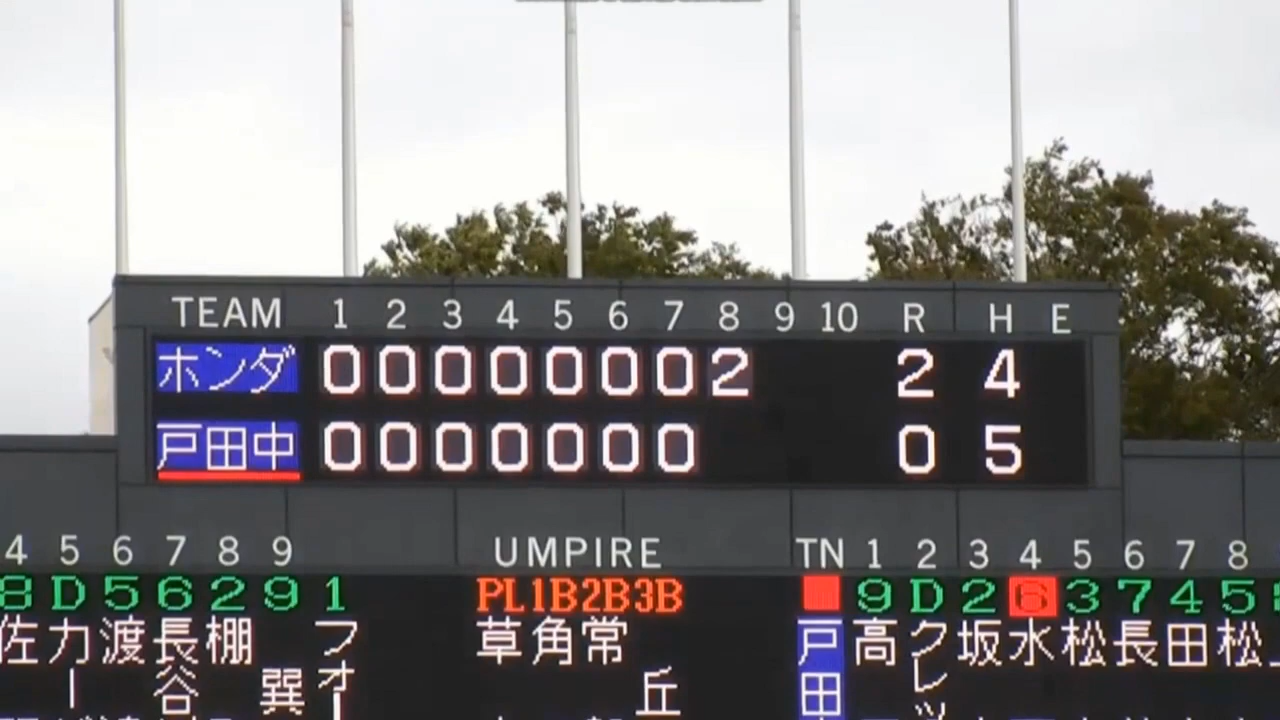 TEAM 1 2 3 4 5 6 7 8 9 10 R H E
ホンダ 0 0 0 0 0 0 0 2 2 4
戸田中 0 0 0 0 0 0 0 0 5
4 5 6 7 8 9 UMPIRE TN 1 2 3 4 5 6 7 8
8 D 5 6 2 9 1 PL 1B 2B 3B 9 D 2 6 3 7 4 5
佐 カー 渡 長谷 棚 巽 フォー 草 角 常 丘 戸田 高 クレッ 坂 水 松 長 田 松